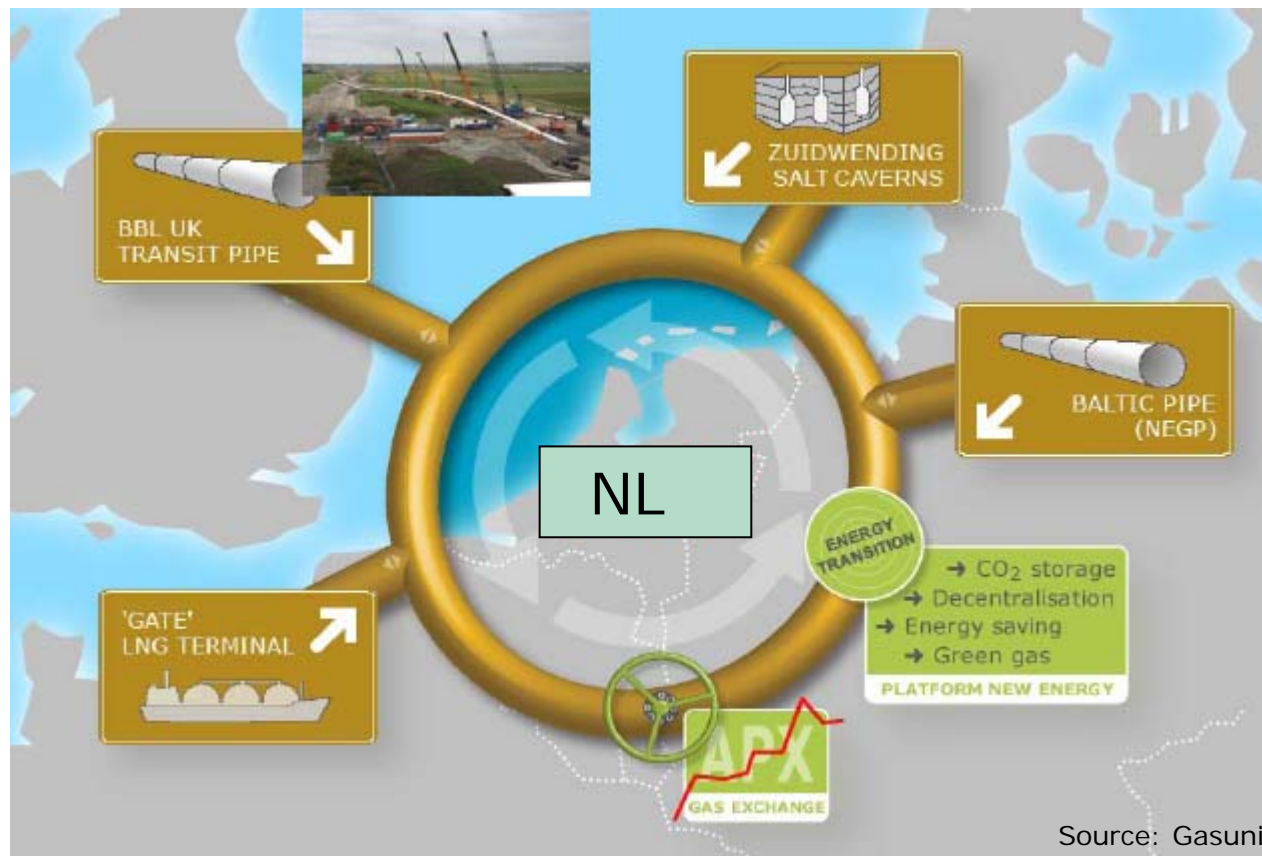 ZUIDWENDING
SALT CAVERNS
BBL UK
TRANSIT PIPE
BALTIC PIPE
(NEGP)
NL
ENERGY
TRANSITION
➔ CO₂ storage
➔ Decentralisation
➔ Energy saving
➔ Green gas
PLATFORM NEW ENERGY
'GATE'
LNG TERMINAL
APX
GAS EXCHANGE
Source: Gasuni